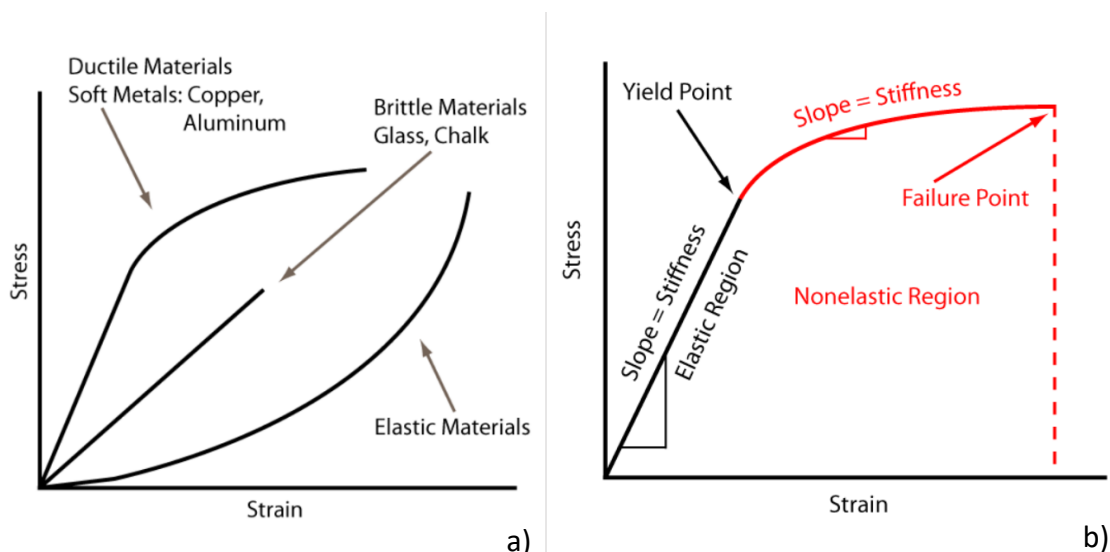 Ductile Materials
Soft Metals: Copper,
Aluminum
Brittle Materials
Glass, Chalk
Elastic Materials
Stress
Strain
a)
Yield Point
Slope = Stiffness
Failure Point
Slope = Stiffness
Elastic Region
Nonelastic Region
Stress
Strain
b)